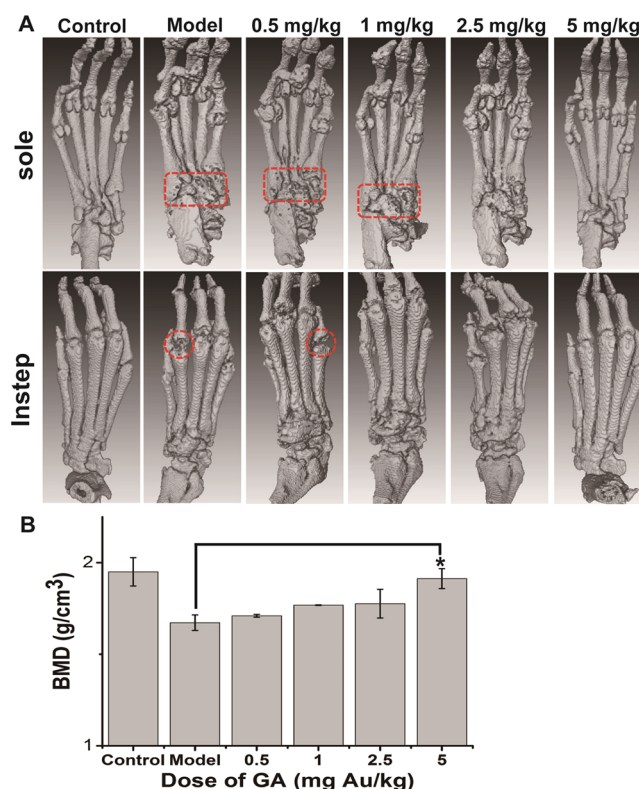 A
Control Model 0.5 mg/kg 1 mg/kg 2.5 mg/kg 5 mg/kg
sole
Instep
B
BMD (g/cm³)
2
1
*
Control Model 0.5 1 2.5 5
Dose of GA (mg Au/kg)